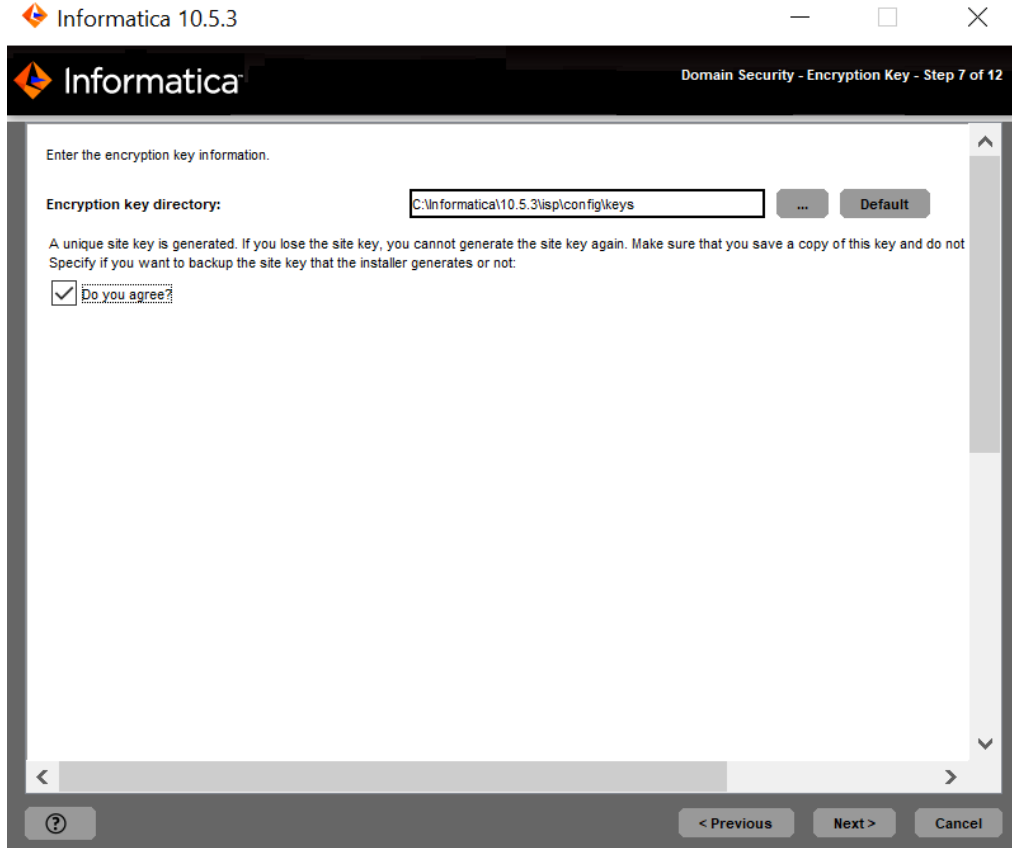 Informatica 10.5.3
Informatica
Domain Security - Encryption Key - Step 7 of 12
Enter the encryption key information.
Encryption key directory:
C:\Informatica\10.5.3\isp\config\keys
...
Default
A unique site key is generated. If you lose the site key, you cannot generate the site key again. Make sure that you save a copy of this key and do not
Specify if you want to backup the site key that the installer generates or not:
Do you agree?
?
< Previous
Next >
Cancel